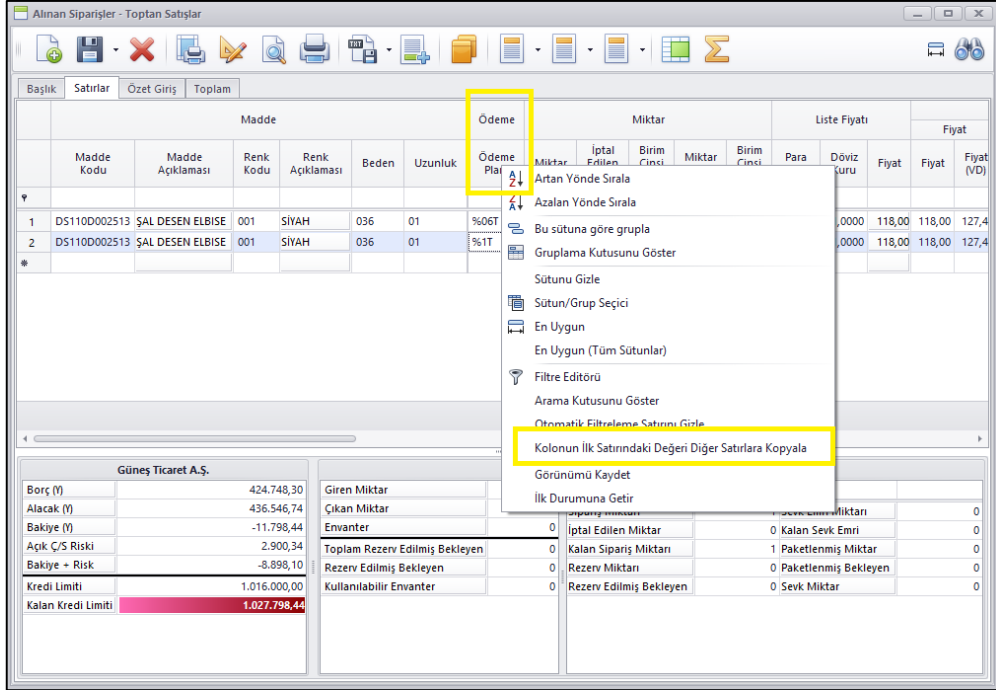 Alınan Siparişler - Toptan Satışlar
TXT
Başlık Satırlar Özet Giriş Toplam
Madde Ödeme Miktar Liste Fiyatı Fiyat
Madde Kodu Madde Açıklaması Renk Kodu Renk Açıklaması Beden Uzunluk Ödeme Miktar İptal Edilen Birim Cinsi Miktar Birim Cinsi Para Döviz Kuru Fiyat Fiyat Fiyat (VD)
1 DS110D002513 ŞAL DESEN ELBISE 001 SİYAH 036 01 %06T ,0000 118,00 118,00 127,4
2 DS110D002513 ŞAL DESEN ELBISE 001 SİYAH 036 01 %1T ,0000 118,00 118,00 127,4
Artan Yönde Sırala
Azalan Yönde Sırala
Bu sütuna göre grupla
Gruplama Kutusunu Göster
Sütunu Gizle
Sütun/Grup Seçici
En Uygun
En Uygun (Tüm Sütunlar)
Filtre Editörü
Arama Kutusunu Göster
Otomatik Filtreleme Satırını Gizle
Kolonun İlk Satırındaki Değeri Diğer Satırlara Kopyala
Görünümü Kaydet
İlk Durumuna Getir
Güneş Ticaret A.Ş.
Borç (Y) 424.748,30
Alacak (Y) 436.546,74
Bakiye (Y) -11.798,44
Açık Ç/S Riski 2.900,34
Bakiye + Risk -8.898,10
Kredi Limiti 1.016.000,00
Kalan Kredi Limiti 1.027.798,44
Giren Miktar
Çıkan Miktar
Envanter 0
Toplam Rezerv Edilmiş Bekleyen 0
Rezerv Edilmiş Bekleyen 0
Kullanılabilir Envanter 0
Sipariş Miktarı 1 Sevk Emri Miktarı 0
İptal Edilen Miktar 0 Kalan Sevk Emri 0
Kalan Sipariş Miktarı 1 Paketlenmiş Miktar 0
Rezerv Miktarı 0 Paketlenmiş Bekleyen 0
Rezerv Edilmiş Bekleyen 0 Sevk Miktar 0